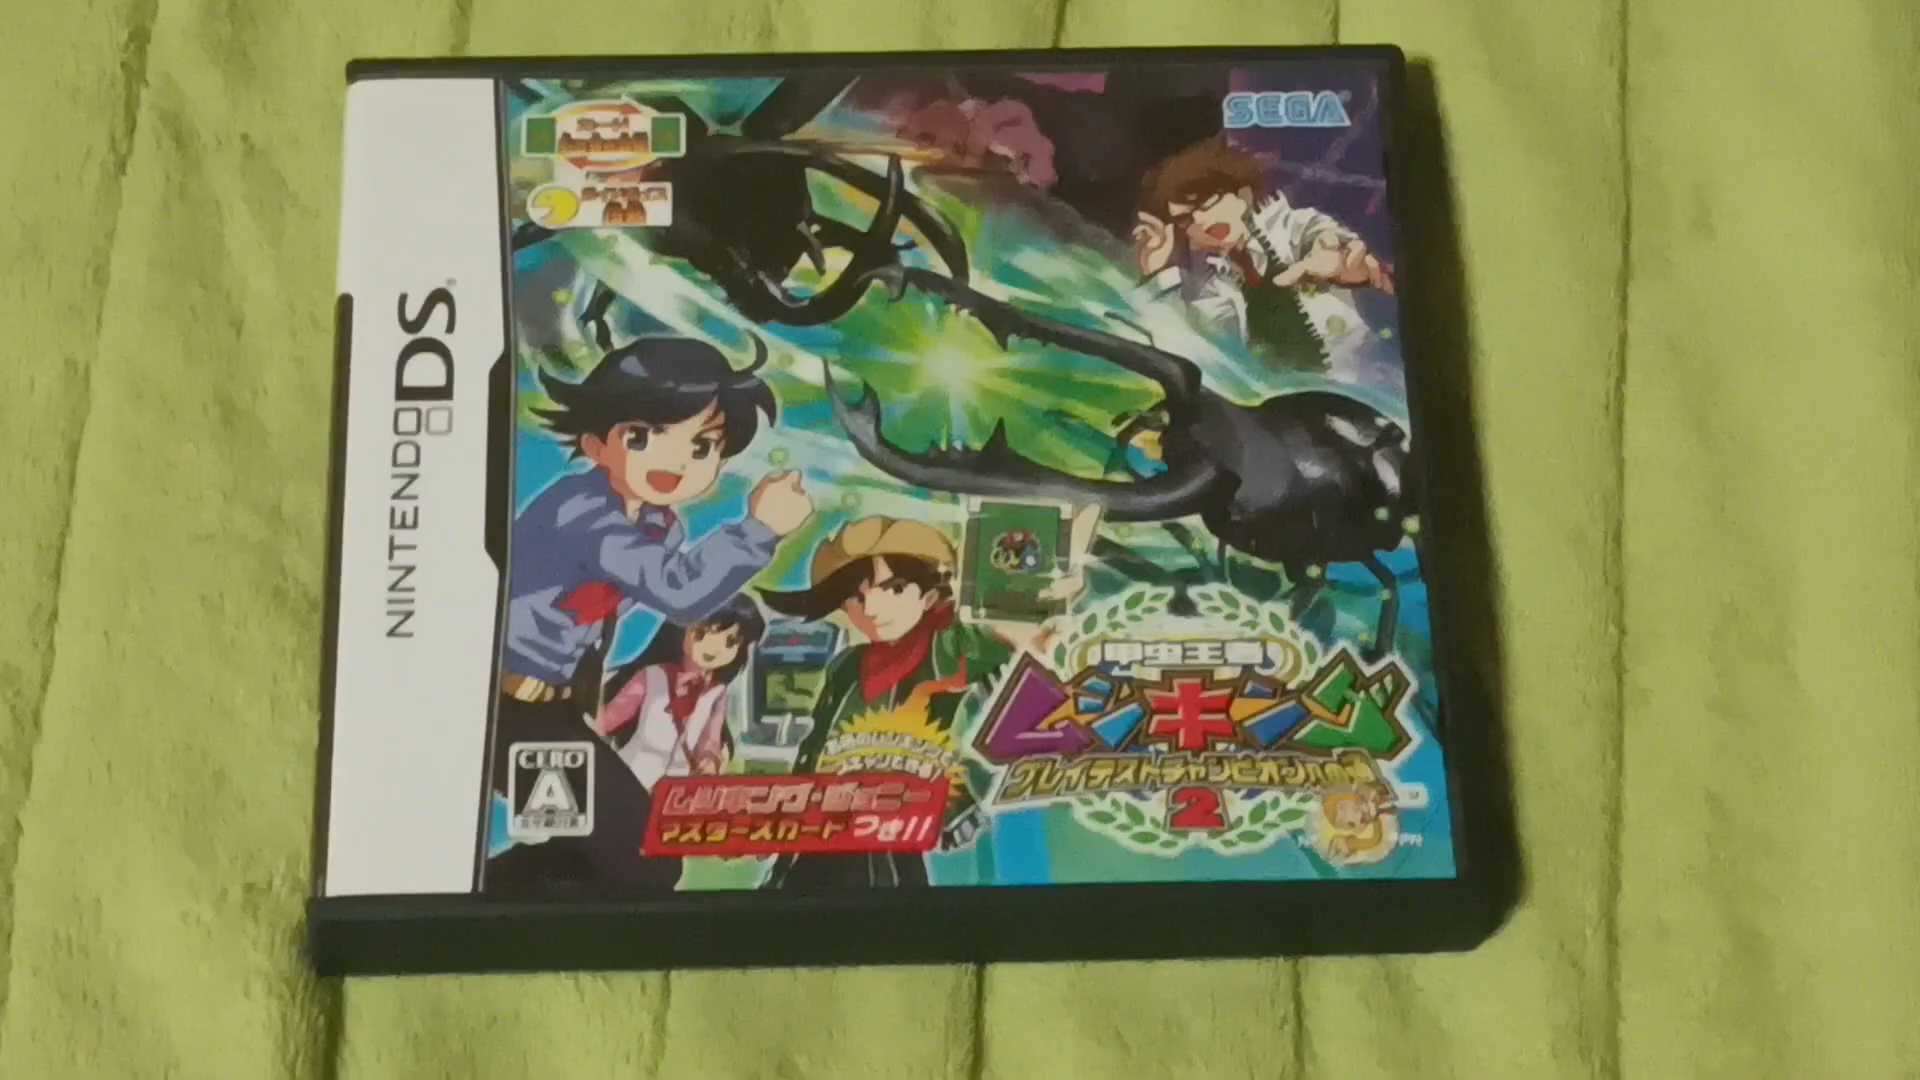 SEGA
NINTENDO DS
甲虫王者
ムシキング
グレイテストチャンピオンへの道
2
ムシキング・ジョニー
マスターズカード つき!!
CERO
A